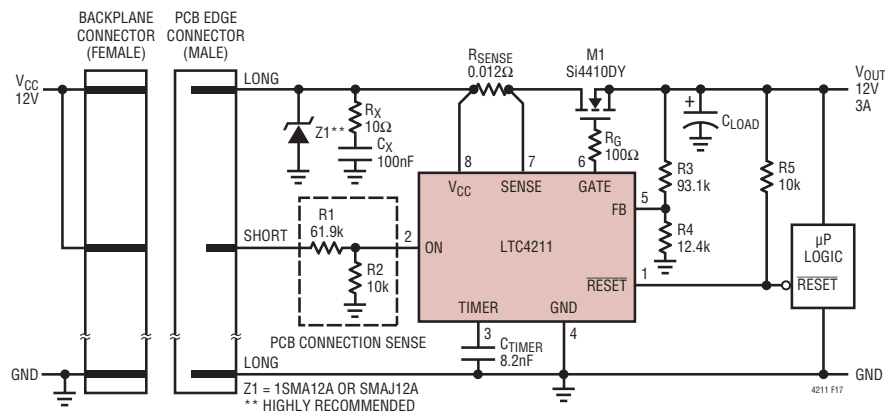 BACKPLANE
CONNECTOR
(FEMALE)
PCB EDGE
CONNECTOR
(MALE)
VCC
12V
LONG
RSENSE
0.012Ω
M1
Si4410DY
VOUT
12V
3A
Z1**
RX
10Ω
CX
100nF
RG
100Ω
+
CLOAD
R3
93.1k
R5
10k
8
7
6
VCC
SENSE
GATE
5
FB
R4
12.4k
SHORT
R1
61.9k
2
ON
LTC4211
R2
10k
1
RESET
µP
LOGIC
RESET
TIMER
GND
PCB CONNECTION SENSE
3
CTIMER
8.2nF
4
GND
LONG
GND
Z1 = 1SMA12A OR SMAJ12A
** HIGHLY RECOMMENDED
4211 F17